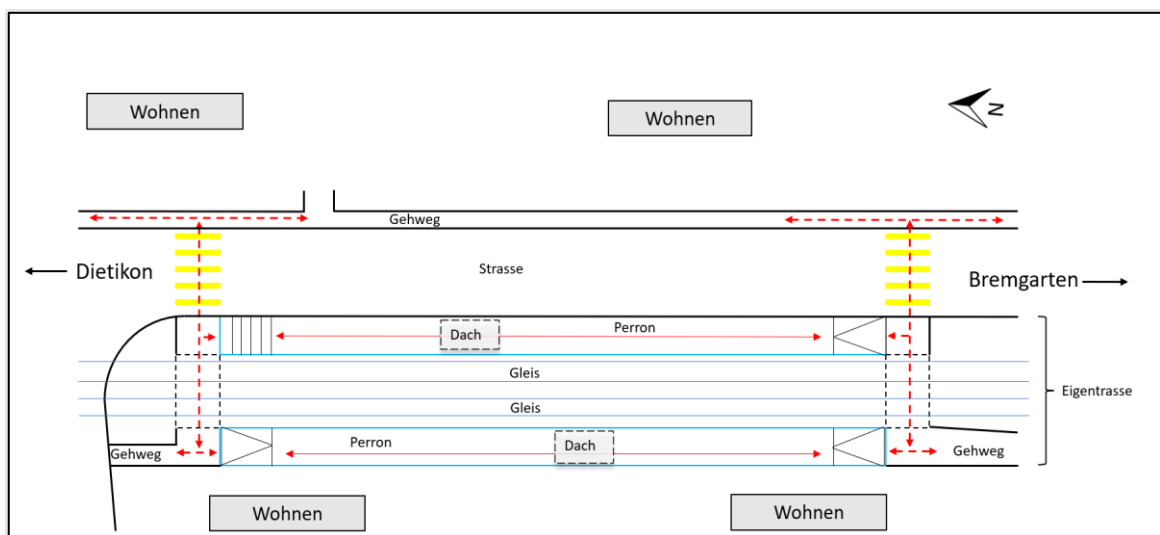 Wohnen
Wohnen
N
Gehweg
Dietikon
Strasse
Bremgarten
Dach
Perron
Gleis
Eigentrasse
Gleis
Perron
Dach
Gehweg
Gehweg
Wohnen
Wohnen